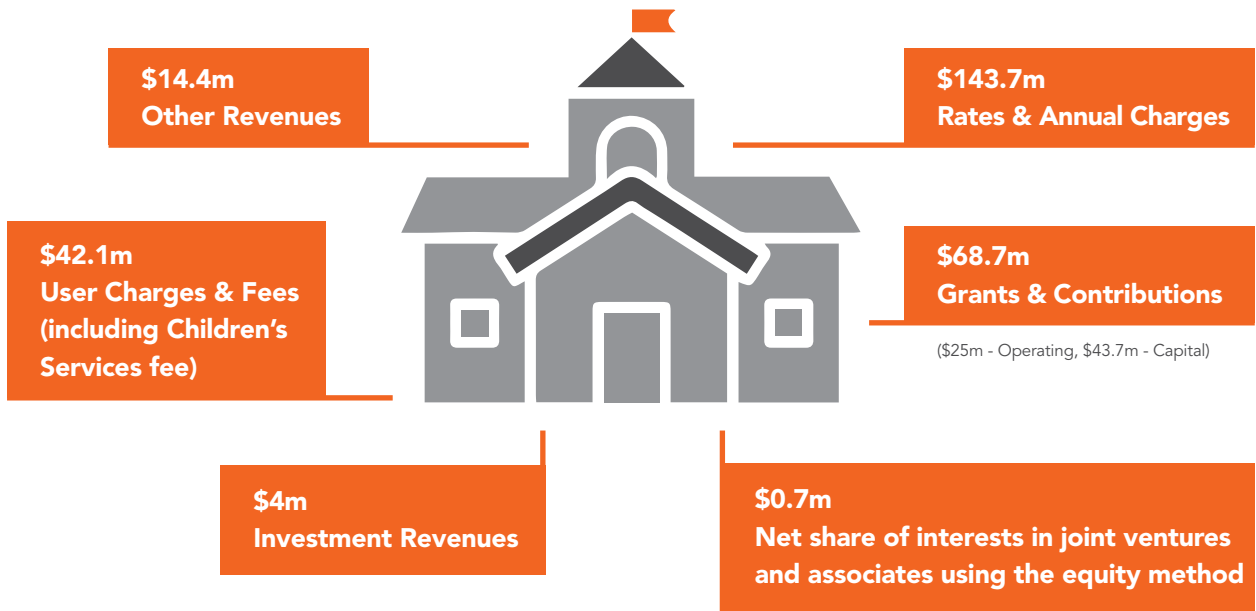 $14.4m
Other Revenues
$143.7m
Rates & Annual Charges
$42.1m
User Charges & Fees
(including Children’s
Services fee)
$68.7m
Grants & Contributions
($25m - Operating, $43.7m - Capital)
$4m
Investment Revenues
$0.7m
Net share of interests in joint ventures
and associates using the equity method